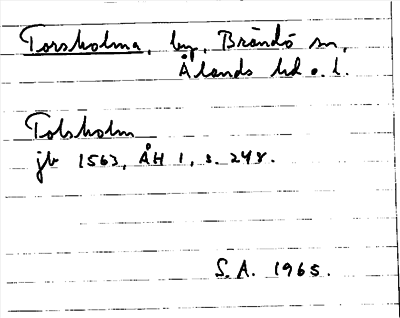 Torsholma, by, Brändö sn,
Ålands hd o. l.
Tolsholm
jb 1563, ÅH 1, s. 248.
S.A. 1965.